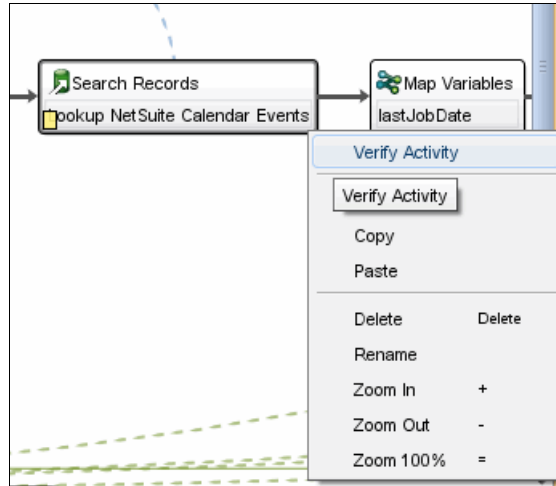 Search Records
Map Variables
Lookup NetSuite Calendar Events
lastJobDate
Verify Activity
Verify Activity
Copy
Paste
Delete Delete
Rename
Zoom In +
Zoom Out -
Zoom 100% =